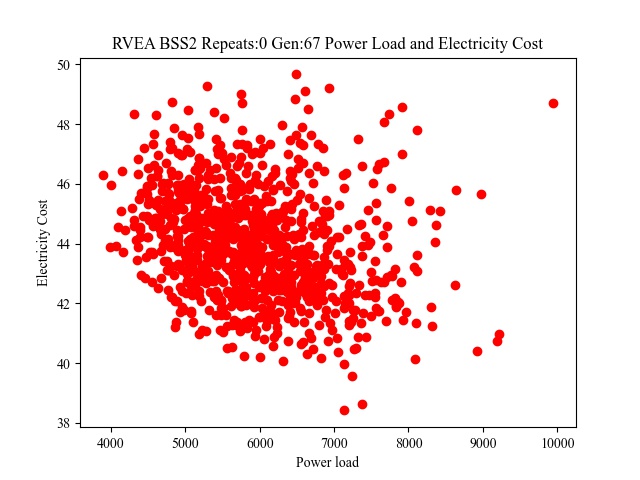 RVEA BSS2 Repeats:0 Gen:67 Power Load and Electricity Cost
50
48
46
44
42
40
38
Electricity Cost
4000 5000 6000 7000 8000 9000 10000
Power load